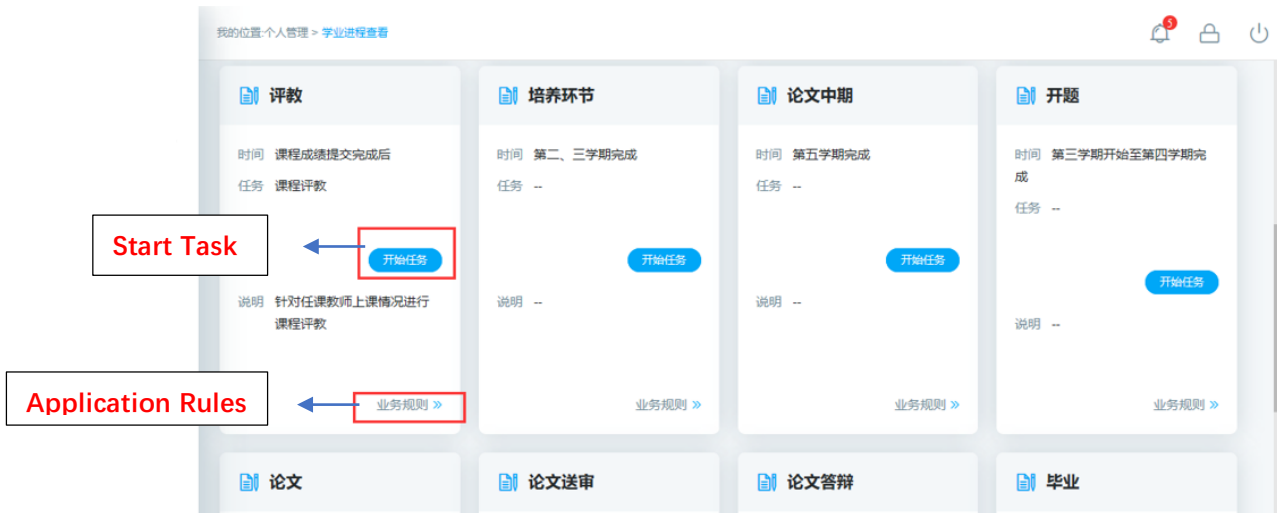 我的位置:个人管理 > 学业进程查看
5
评教
时间 课程成绩提交完成后
任务 课程评教
Start Task
开始任务
说明 针对任课教师上课情况进行
课程评教
Application Rules
业务规则 »
培养环节
时间 第二、三学期完成
任务 --
开始任务
说明 --
业务规则 »
论文中期
时间 第五学期完成
任务 --
开始任务
说明 --
业务规则 »
开题
时间 第三学期开始至第四学期完
成
任务 --
开始任务
说明 --
业务规则 »
论文
论文送审
论文答辩
毕业